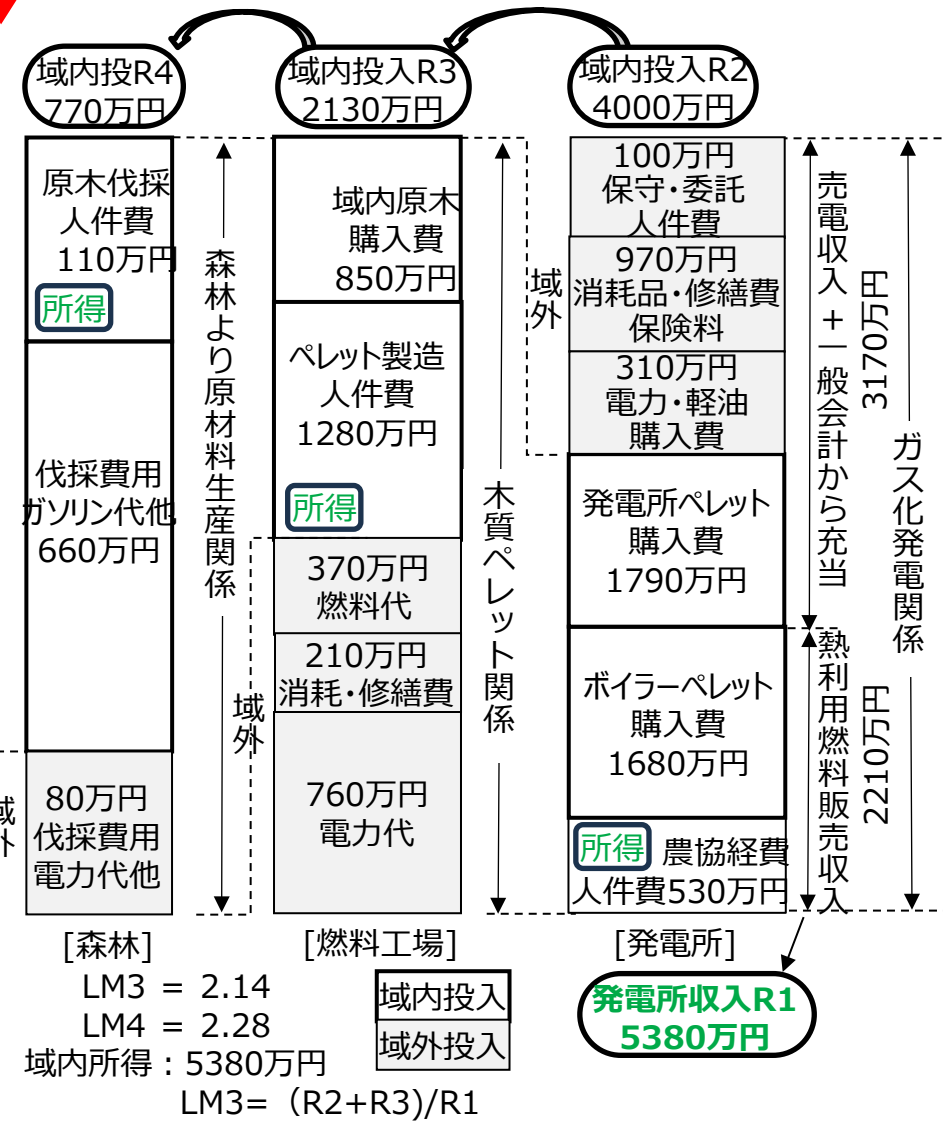 域内投R4
770万円
域内投入R3
2130万円
域内投入R2
4000万円
原木伐採
人件費
110万円
所得
伐採費用
ガソリン代他
660万円
域外
80万円
伐採費用
電力代他
森林より原材料生産関係
域内原木
購入費
850万円
ペレット製造
人件費
1280万円
所得
370万円
燃料代
210万円
消耗・修繕費
760万円
電力代
域外
木質ペレット関係
域外
100万円
保守・委託
人件費
970万円
消耗品・修繕費
保険料
310万円
電力・軽油
購入費
発電所ペレット
購入費
1790万円
ボイラーペレット
購入費
1680万円
所得 農協経費
人件費530万円
売電収入+一般会計から充当
3170万円
熱利用燃料販売収入
2210万円
ガス化発電関係
[森林]
[燃料工場]
[発電所]
LM3 = 2.14
LM4 = 2.28
域内所得：5380万円
LM3=（R2+R3)/R1
域内投入
域外投入
発電所収入R1
5380万円